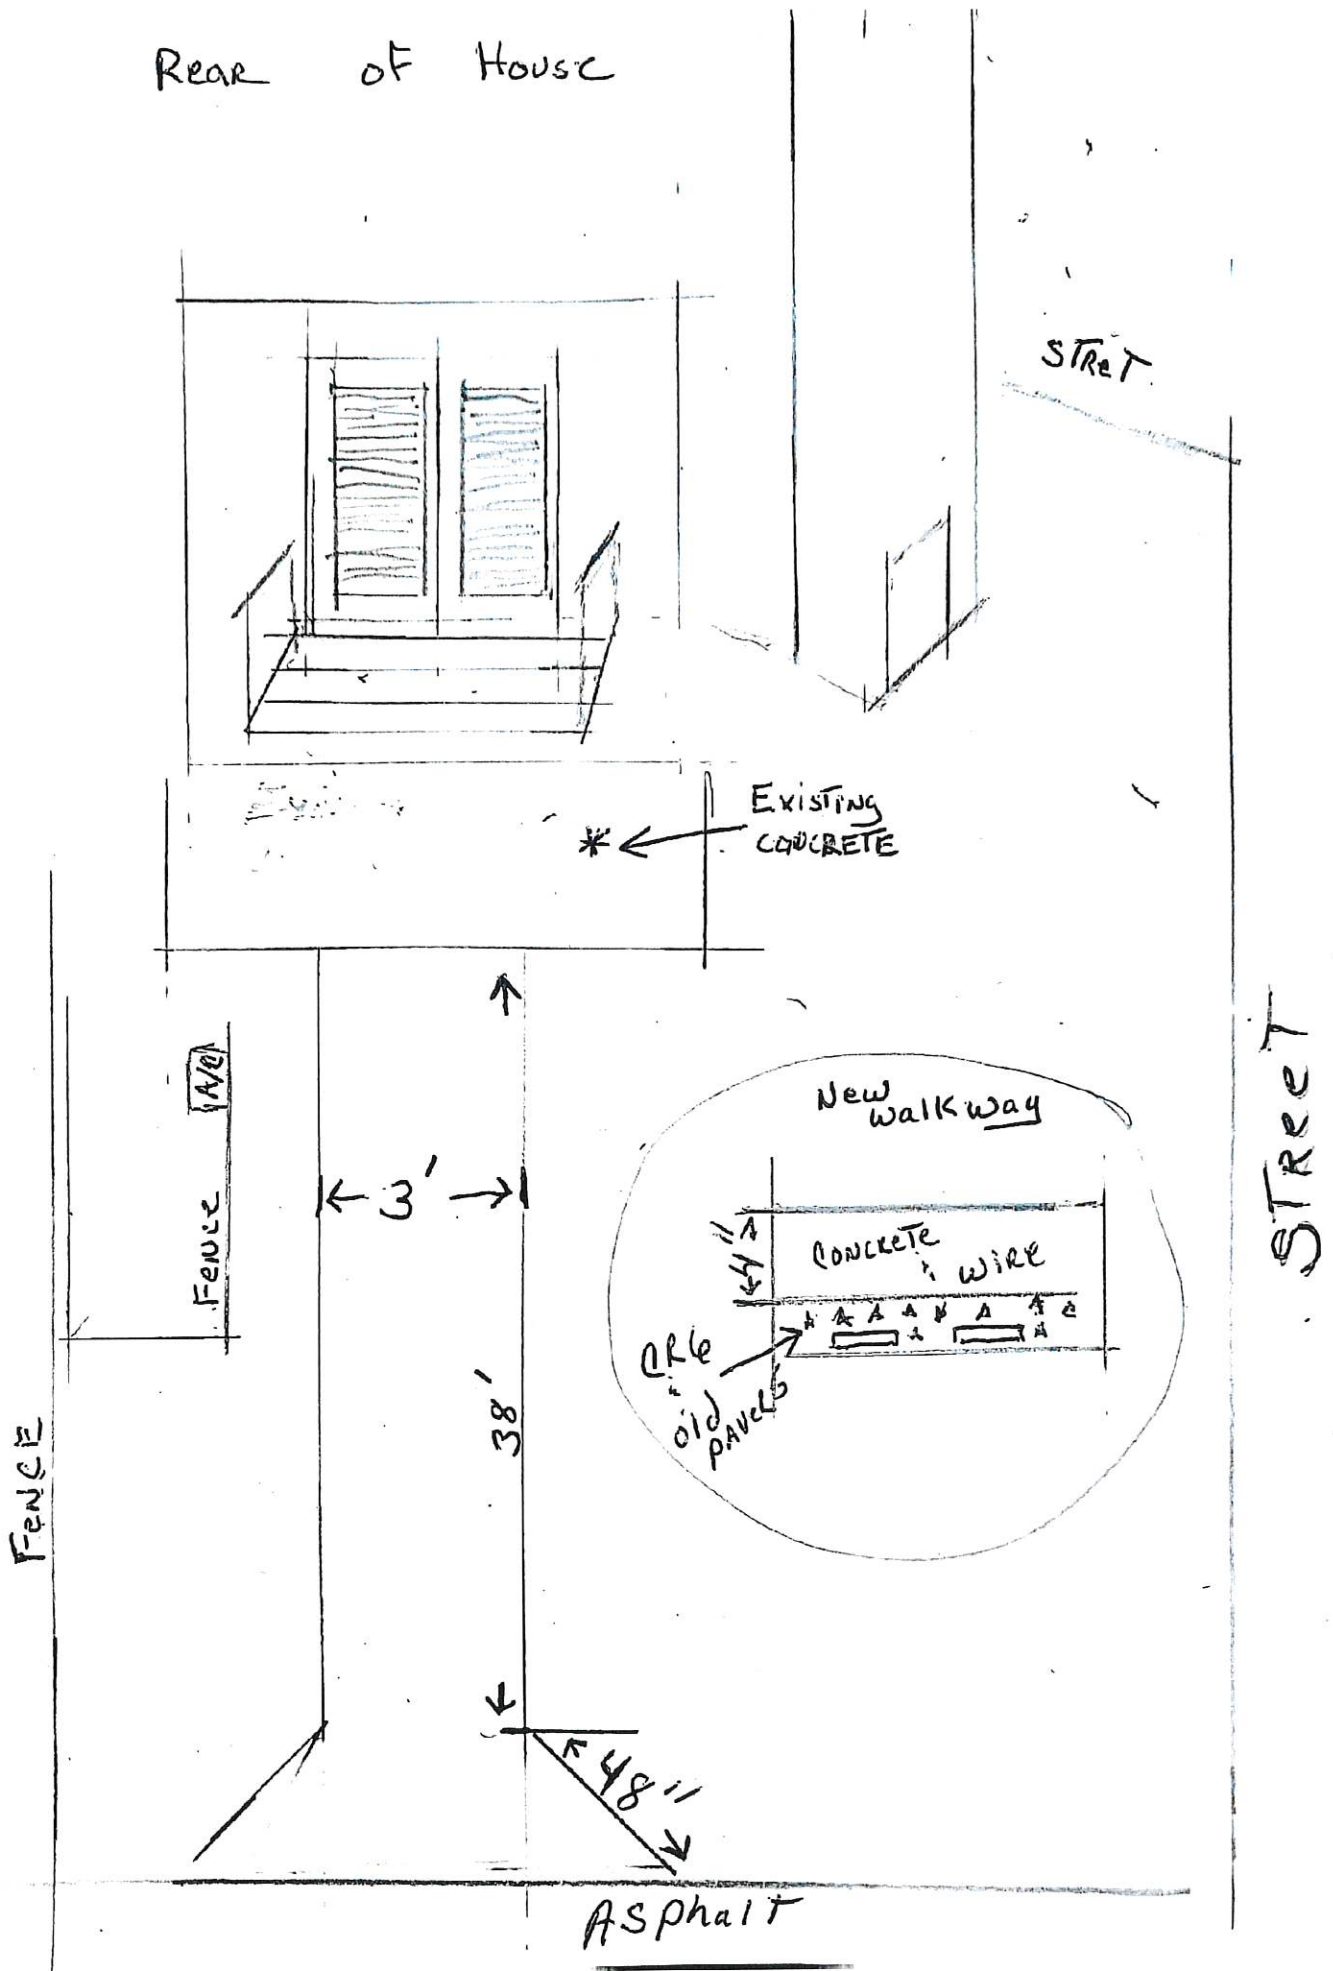 Rear of House
STReT
EXISTING
CONCRETE
A/C
Fence
3'
38'
New
walkway
4"
CONCRETE
WIRE
CR6
old
PAVERS
STReeT
FENCE
48"
ASphalT